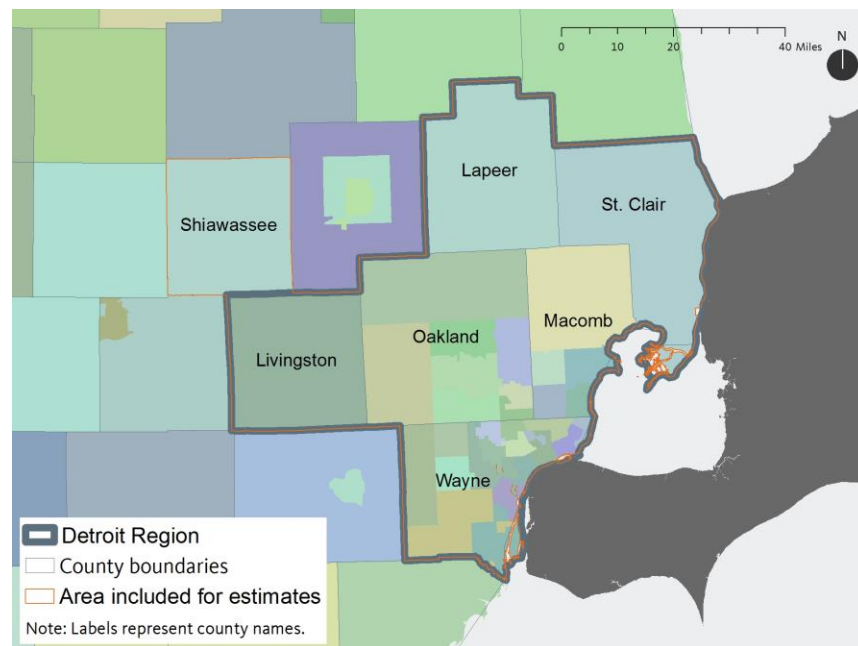 N
0 10 20 40 Miles
Lapeer
St. Clair
Shiawassee
Macomb
Oakland
Livingston
Wayne
Detroit Region
County boundaries
Area included for estimates
Note: Labels represent county names.